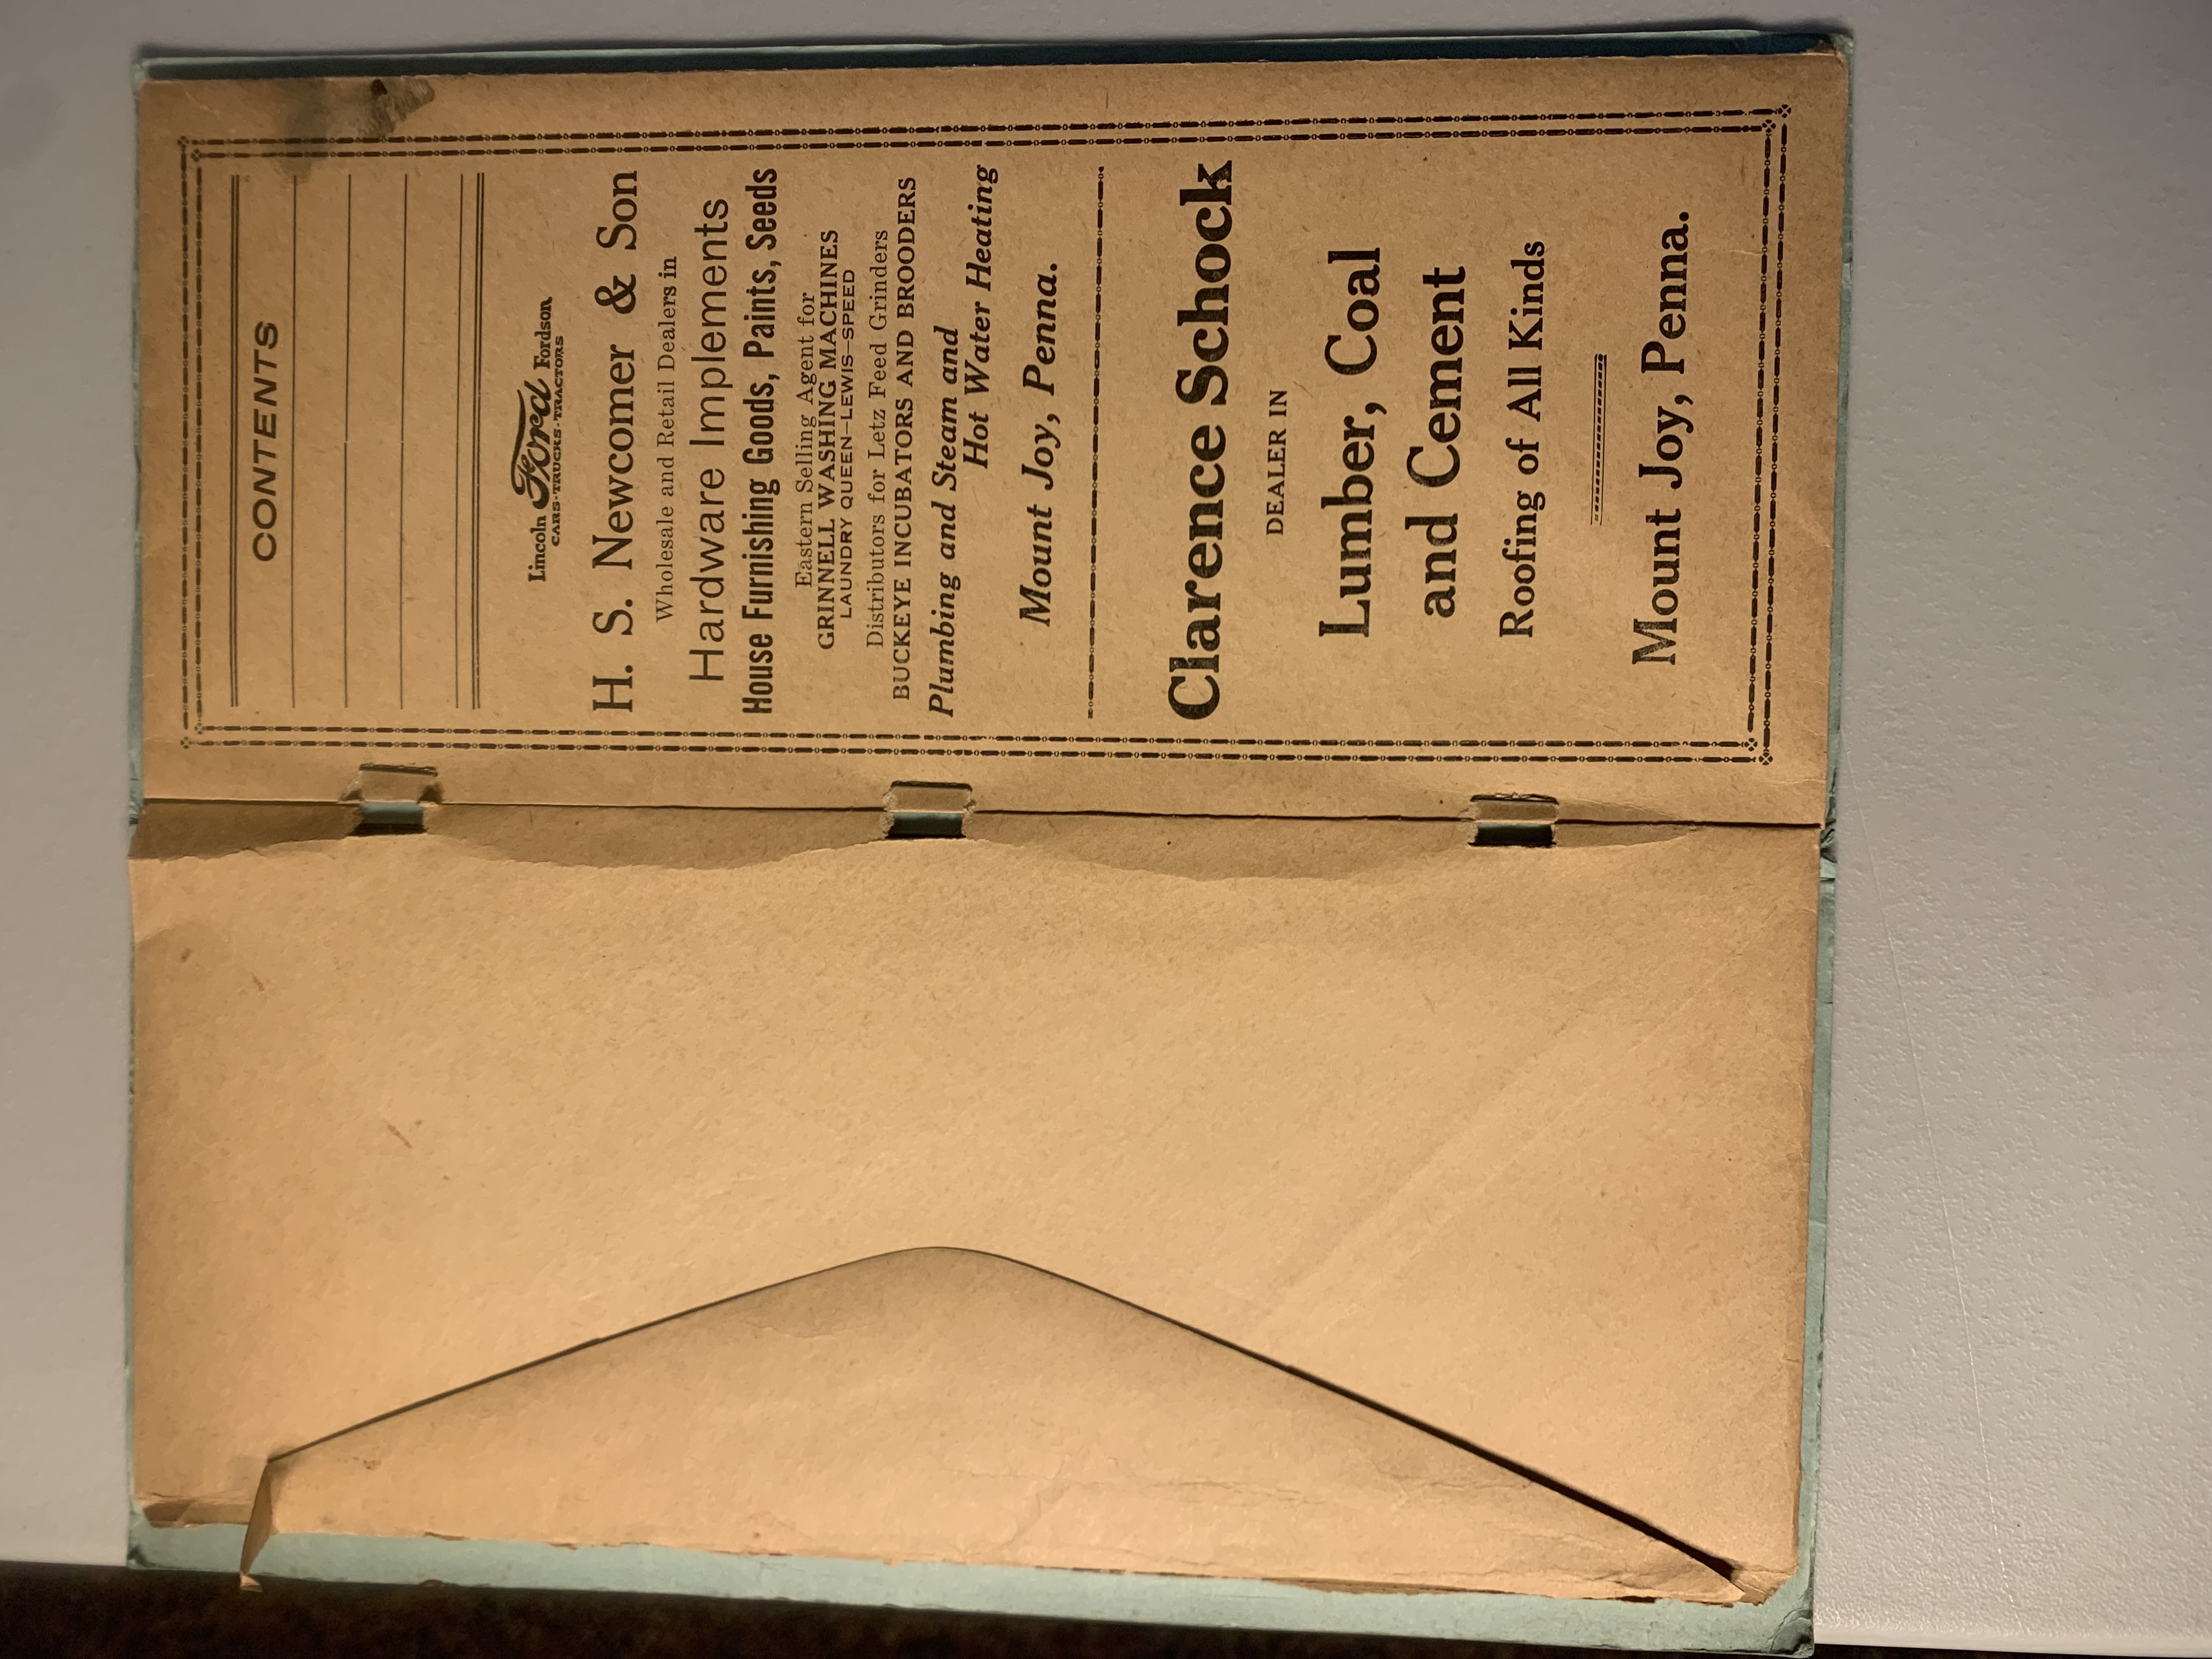 CONTENTS
Lincoln Ford Fordson
CARS-TRUCKS-TRACTORS
H. S. Newcomer & Son
Wholesale and Retail Dealers in
Hardware Implements
House Furnishing Goods, Paints, Seeds
Eastern Selling Agent for
GRINNELL WASHING MACHINES
LAUNDRY QUEEN—LEWIS—SPEED
Distributors for Letz Feed Grinders
BUCKEYE INCUBATORS AND BROODERS
Plumbing and Steam and
Hot Water Heating
Mount Joy, Penna.
Clarence Schock
DEALER IN
Lumber, Coal
and Cement
Roofing of All Kinds
Mount Joy, Penna.